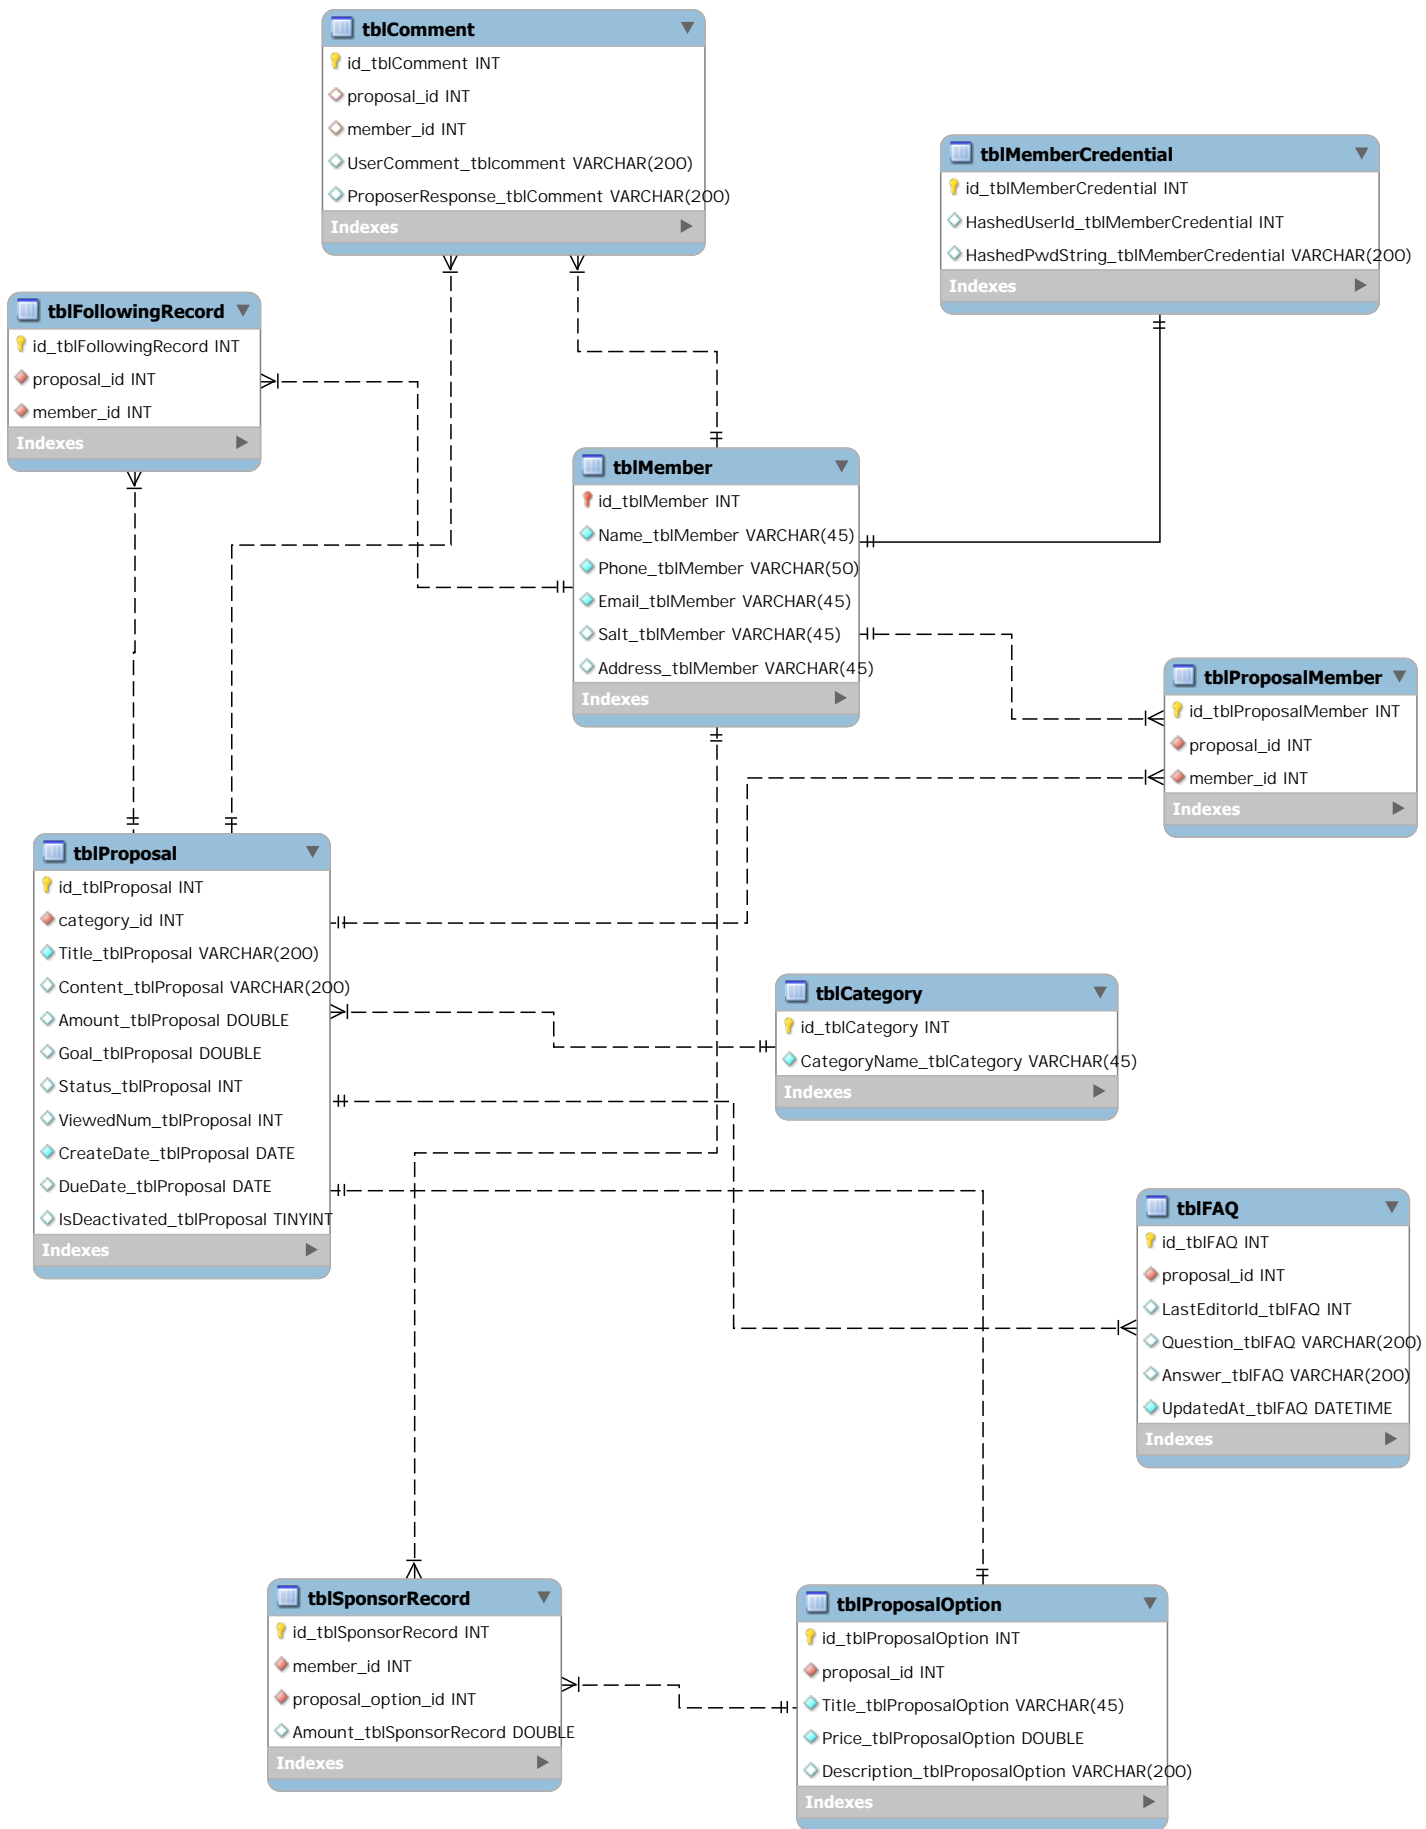 tblComment
id_tblComment INT
proposal_id INT
member_id INT
UserComment_tblcomment VARCHAR(200)
ProposerResponse_tblComment VARCHAR(200)
Indexes
tblMemberCredential
id_tblMemberCredential INT
HashedUserId_tblMemberCredential INT
HashedPwdString_tblMemberCredential VARCHAR(200)
Indexes
tblFollowingRecord
id_tblFollowingRecord INT
proposal_id INT
member_id INT
Indexes
tblMember
id_tblMember INT
Name_tblMember VARCHAR(45)
Phone_tblMember VARCHAR(50)
Email_tblMember VARCHAR(45)
Salt_tblMember VARCHAR(45)
Address_tblMember VARCHAR(45)
Indexes
tblProposalMember
id_tblProposalMember INT
proposal_id INT
member_id INT
Indexes
tblProposal
id_tblProposal INT
category_id INT
Title_tblProposal VARCHAR(200)
Content_tblProposal VARCHAR(200)
Amount_tblProposal DOUBLE
Goal_tblProposal DOUBLE
Status_tblProposal INT
ViewedNum_tblProposal INT
CreateDate_tblProposal DATE
DueDate_tblProposal DATE
IsDeactivated_tblProposal TINYINT
Indexes
tblCategory
id_tblCategory INT
CategoryName_tblCategory VARCHAR(45)
Indexes
tblFAQ
id_tblFAQ INT
proposal_id INT
LastEditorId_tblFAQ INT
Question_tblFAQ VARCHAR(200)
Answer_tblFAQ VARCHAR(200)
UpdatedAt_tblFAQ DATETIME
Indexes
tblSponsorRecord
id_tblSponsorRecord INT
member_id INT
proposal_option_id INT
Amount_tblSponsorRecord DOUBLE
Indexes
tblProposalOption
id_tblProposalOption INT
proposal_id INT
Title_tblProposalOption VARCHAR(45)
Price_tblProposalOption DOUBLE
Description_tblProposalOption VARCHAR(200)
Indexes